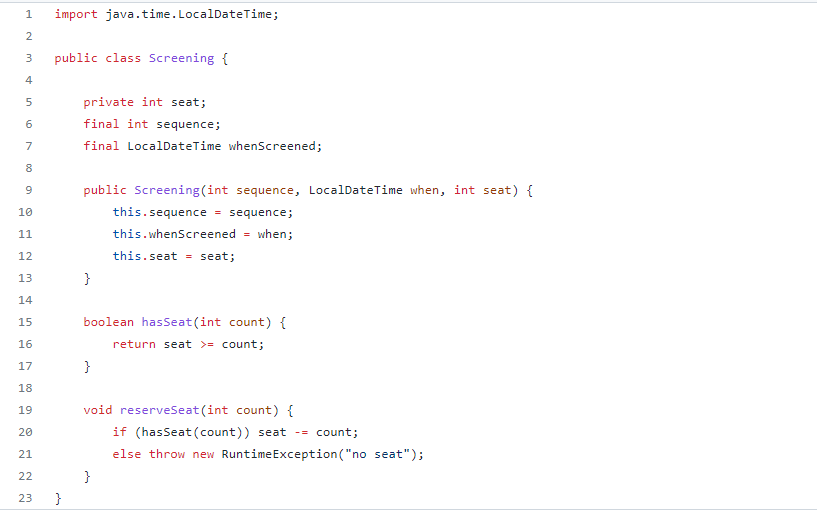 1 import java.time.LocalDateTime;
2
3 public class Screening {
4
5     private int seat;
6     final int sequence;
7     final LocalDateTime whenScreened;
8
9     public Screening(int sequence, LocalDateTime when, int seat) {
10         this.sequence = sequence;
11         this.whenScreened = when;
12         this.seat = seat;
13     }
14
15     boolean hasSeat(int count) {
16         return seat >= count;
17     }
18
19     void reserveSeat(int count) {
20         if (hasSeat(count)) seat -= count;
21         else throw new RuntimeException("no seat");
22     }
23 }